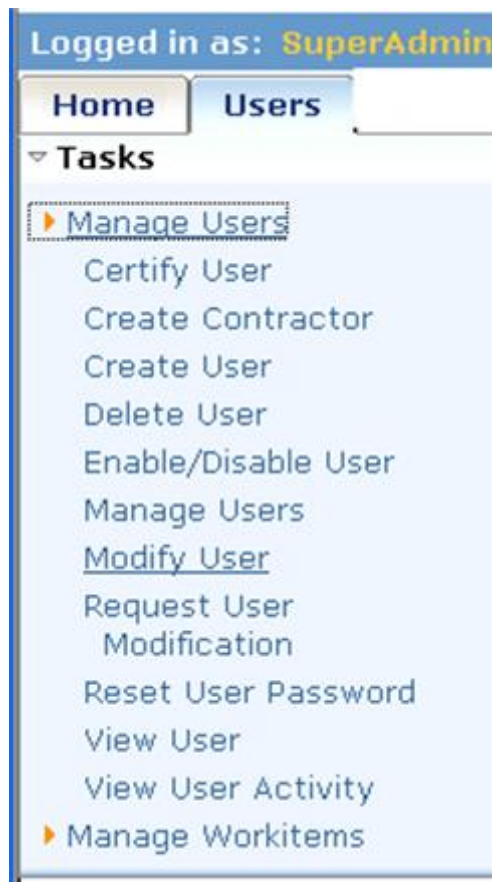 Logged in as: SuperAdmin
Home Users
Tasks
Manage Users
Certify User
Create Contractor
Create User
Delete User
Enable/Disable User
Manage Users
Modify User
Request User
Modification
Reset User Password
View User
View User Activity
Manage Workitems